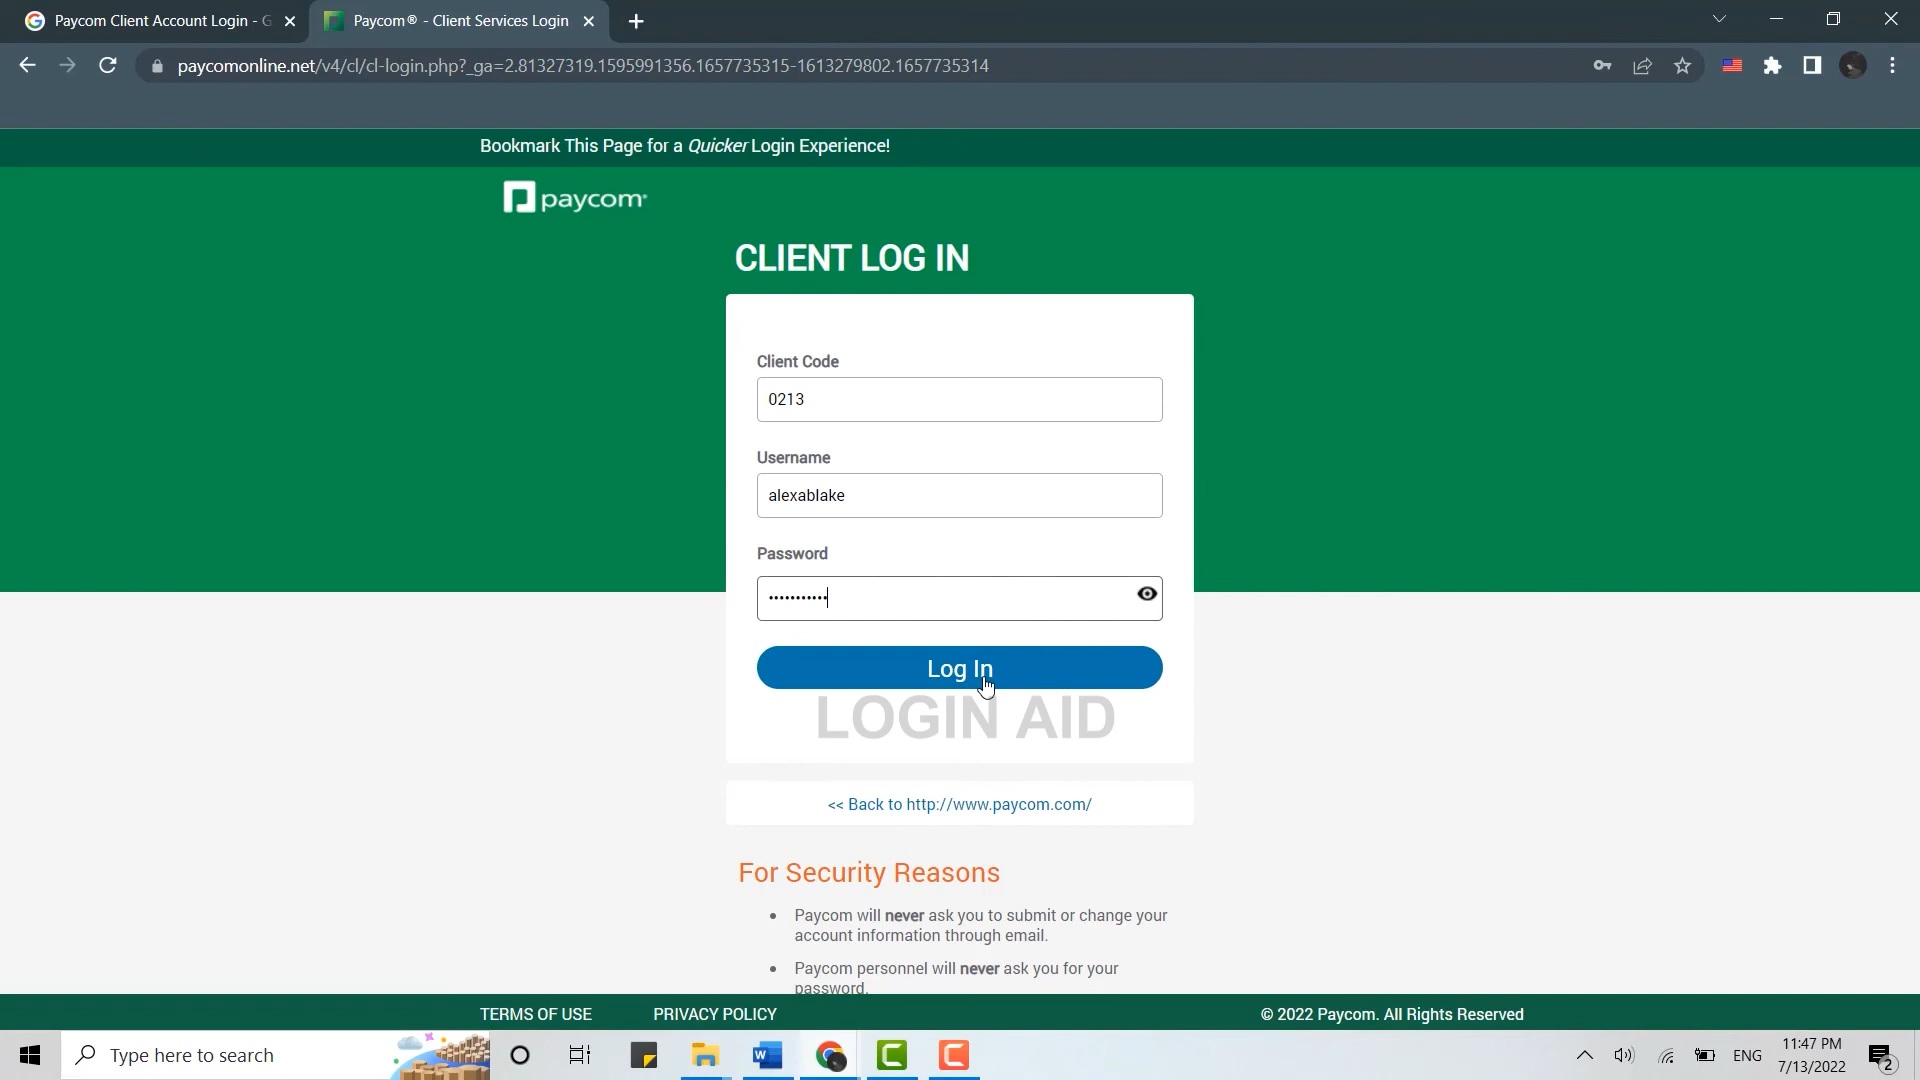 Paycom Client Account Login - G
Paycom® - Client Services Login
paycomonline.net/v4/cl/cl-login.php?_ga=2.81327319.1595991356.1657735315-1613279802.1657735314
Bookmark This Page for a Quicker Login Experience!
paycom
CLIENT LOG IN
Client Code
0213
Username
alexablake
Password
•••••••••••
Log In
LOGIN AID
<< Back to http://www.paycom.com/
For Security Reasons
• Paycom will never ask you to submit or change your
account information through email.
• Paycom personnel will never ask you for your
password.
TERMS OF USE
PRIVACY POLICY
© 2022 Paycom. All Rights Reserved
Type here to search
ENG
11:47 PM
7/13/2022
2